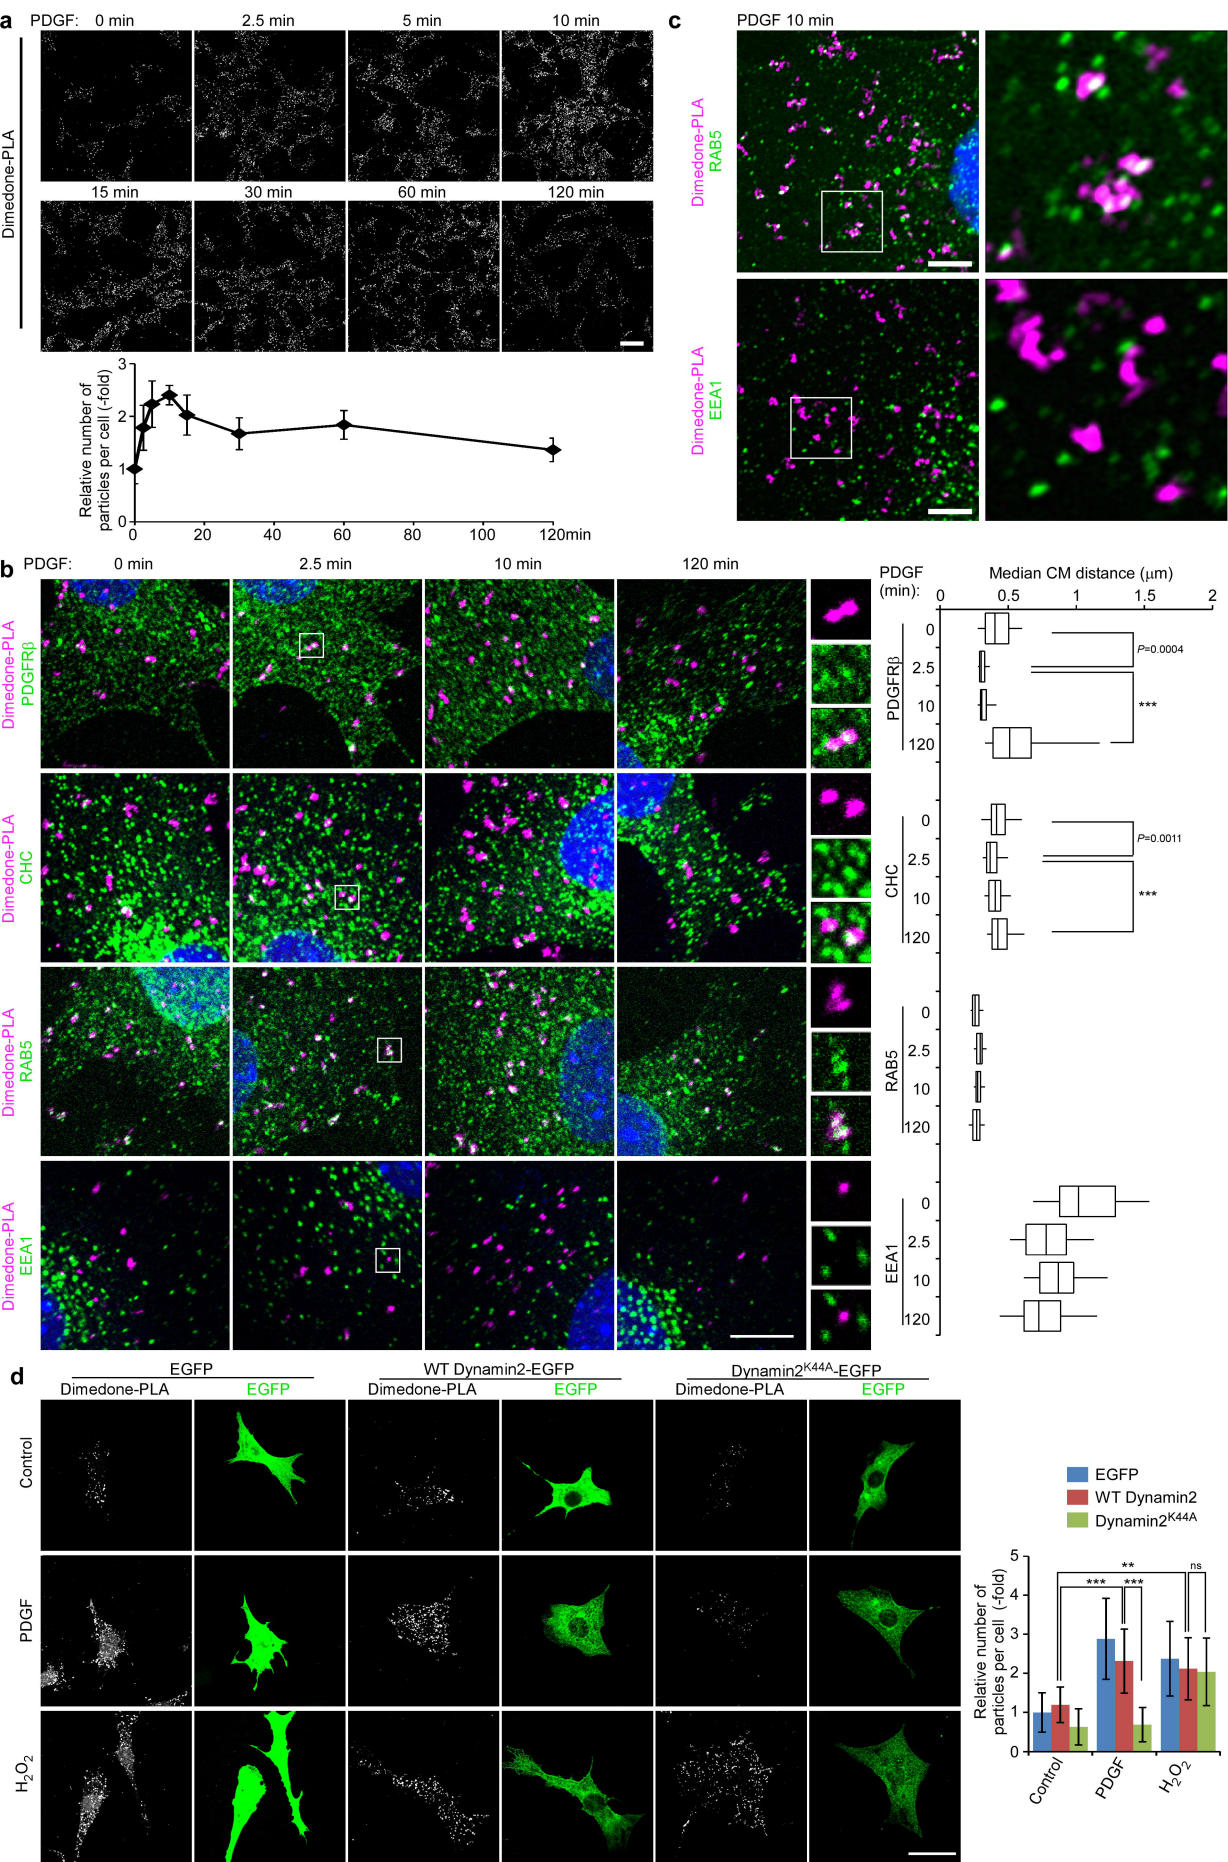 a
PDGF: 0 min 2.5 min 5 min 10 min
Dimedone-PLA
15 min 30 min 60 min 120 min
Relative number of
particles per cell (-fold)
3
2
1
0
0 20 40 60 80 100 120min
c
PDGF 10 min
Dimedone-PLA
RAB5
Dimedone-PLA
EEA1
b
PDGF: 0 min 2.5 min 10 min 120 min
Dimedone-PLA
PDGFRβ
Dimedone-PLA
CHC
Dimedone-PLA
RAB5
Dimedone-PLA
EEA1
PDGF
(min):
Median CM distance (μm)
0 0.5 1 1.5 2
PDGFRβ
0
2.5
10
120
P=0.0004
***
CHC
0
2.5
10
120
P=0.0011
***
RAB5
0
2.5
10
120
EEA1
0
2.5
10
120
d
EGFP WT Dynamin2-EGFP Dynamin2K44A-EGFP
Dimedone-PLA EGFP Dimedone-PLA EGFP Dimedone-PLA EGFP
Control
PDGF
H2O2
EGFP
WT Dynamin2
Dynamin2K44A
Relative number of
particles per cell (-fold)
5
4
3
2
1
0
** ns
*** ***
Control PDGF H2O2